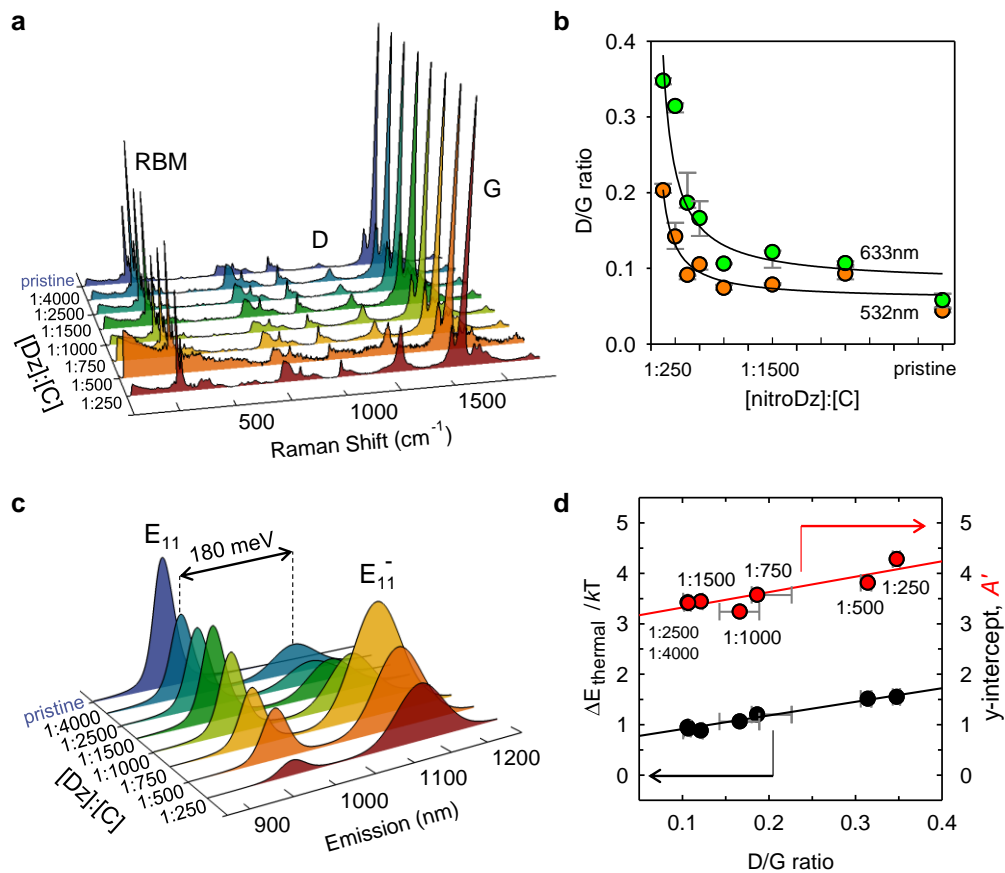 a
RBM
D
G
pristine
1:4000
1:2500
1:1500
1:1000
1:750
1:500
1:250
[Dz]:[C]
500
1000
1500
Raman Shift (cm⁻¹)
b
0.4
0.3
0.2
0.1
0.0
D/G ratio
633nm
532nm
1:250
1:1500
pristine
[nitroDz]:[C]
c
E₁₁
180 meV
E₁₁⁻
pristine
1:4000
1:2500
1:1500
1:1000
1:750
1:500
1:250
[Dz]:[C]
900
1000
1100
1200
Emission (nm)
d
5
4
3
2
1
0
ΔE_thermal /kT
1:1500
1:750
1:2500
1:4000
1:1000
1:500
1:250
5
4
3
2
1
0
y-intercept, A′
0.1
0.2
0.3
0.4
D/G ratio